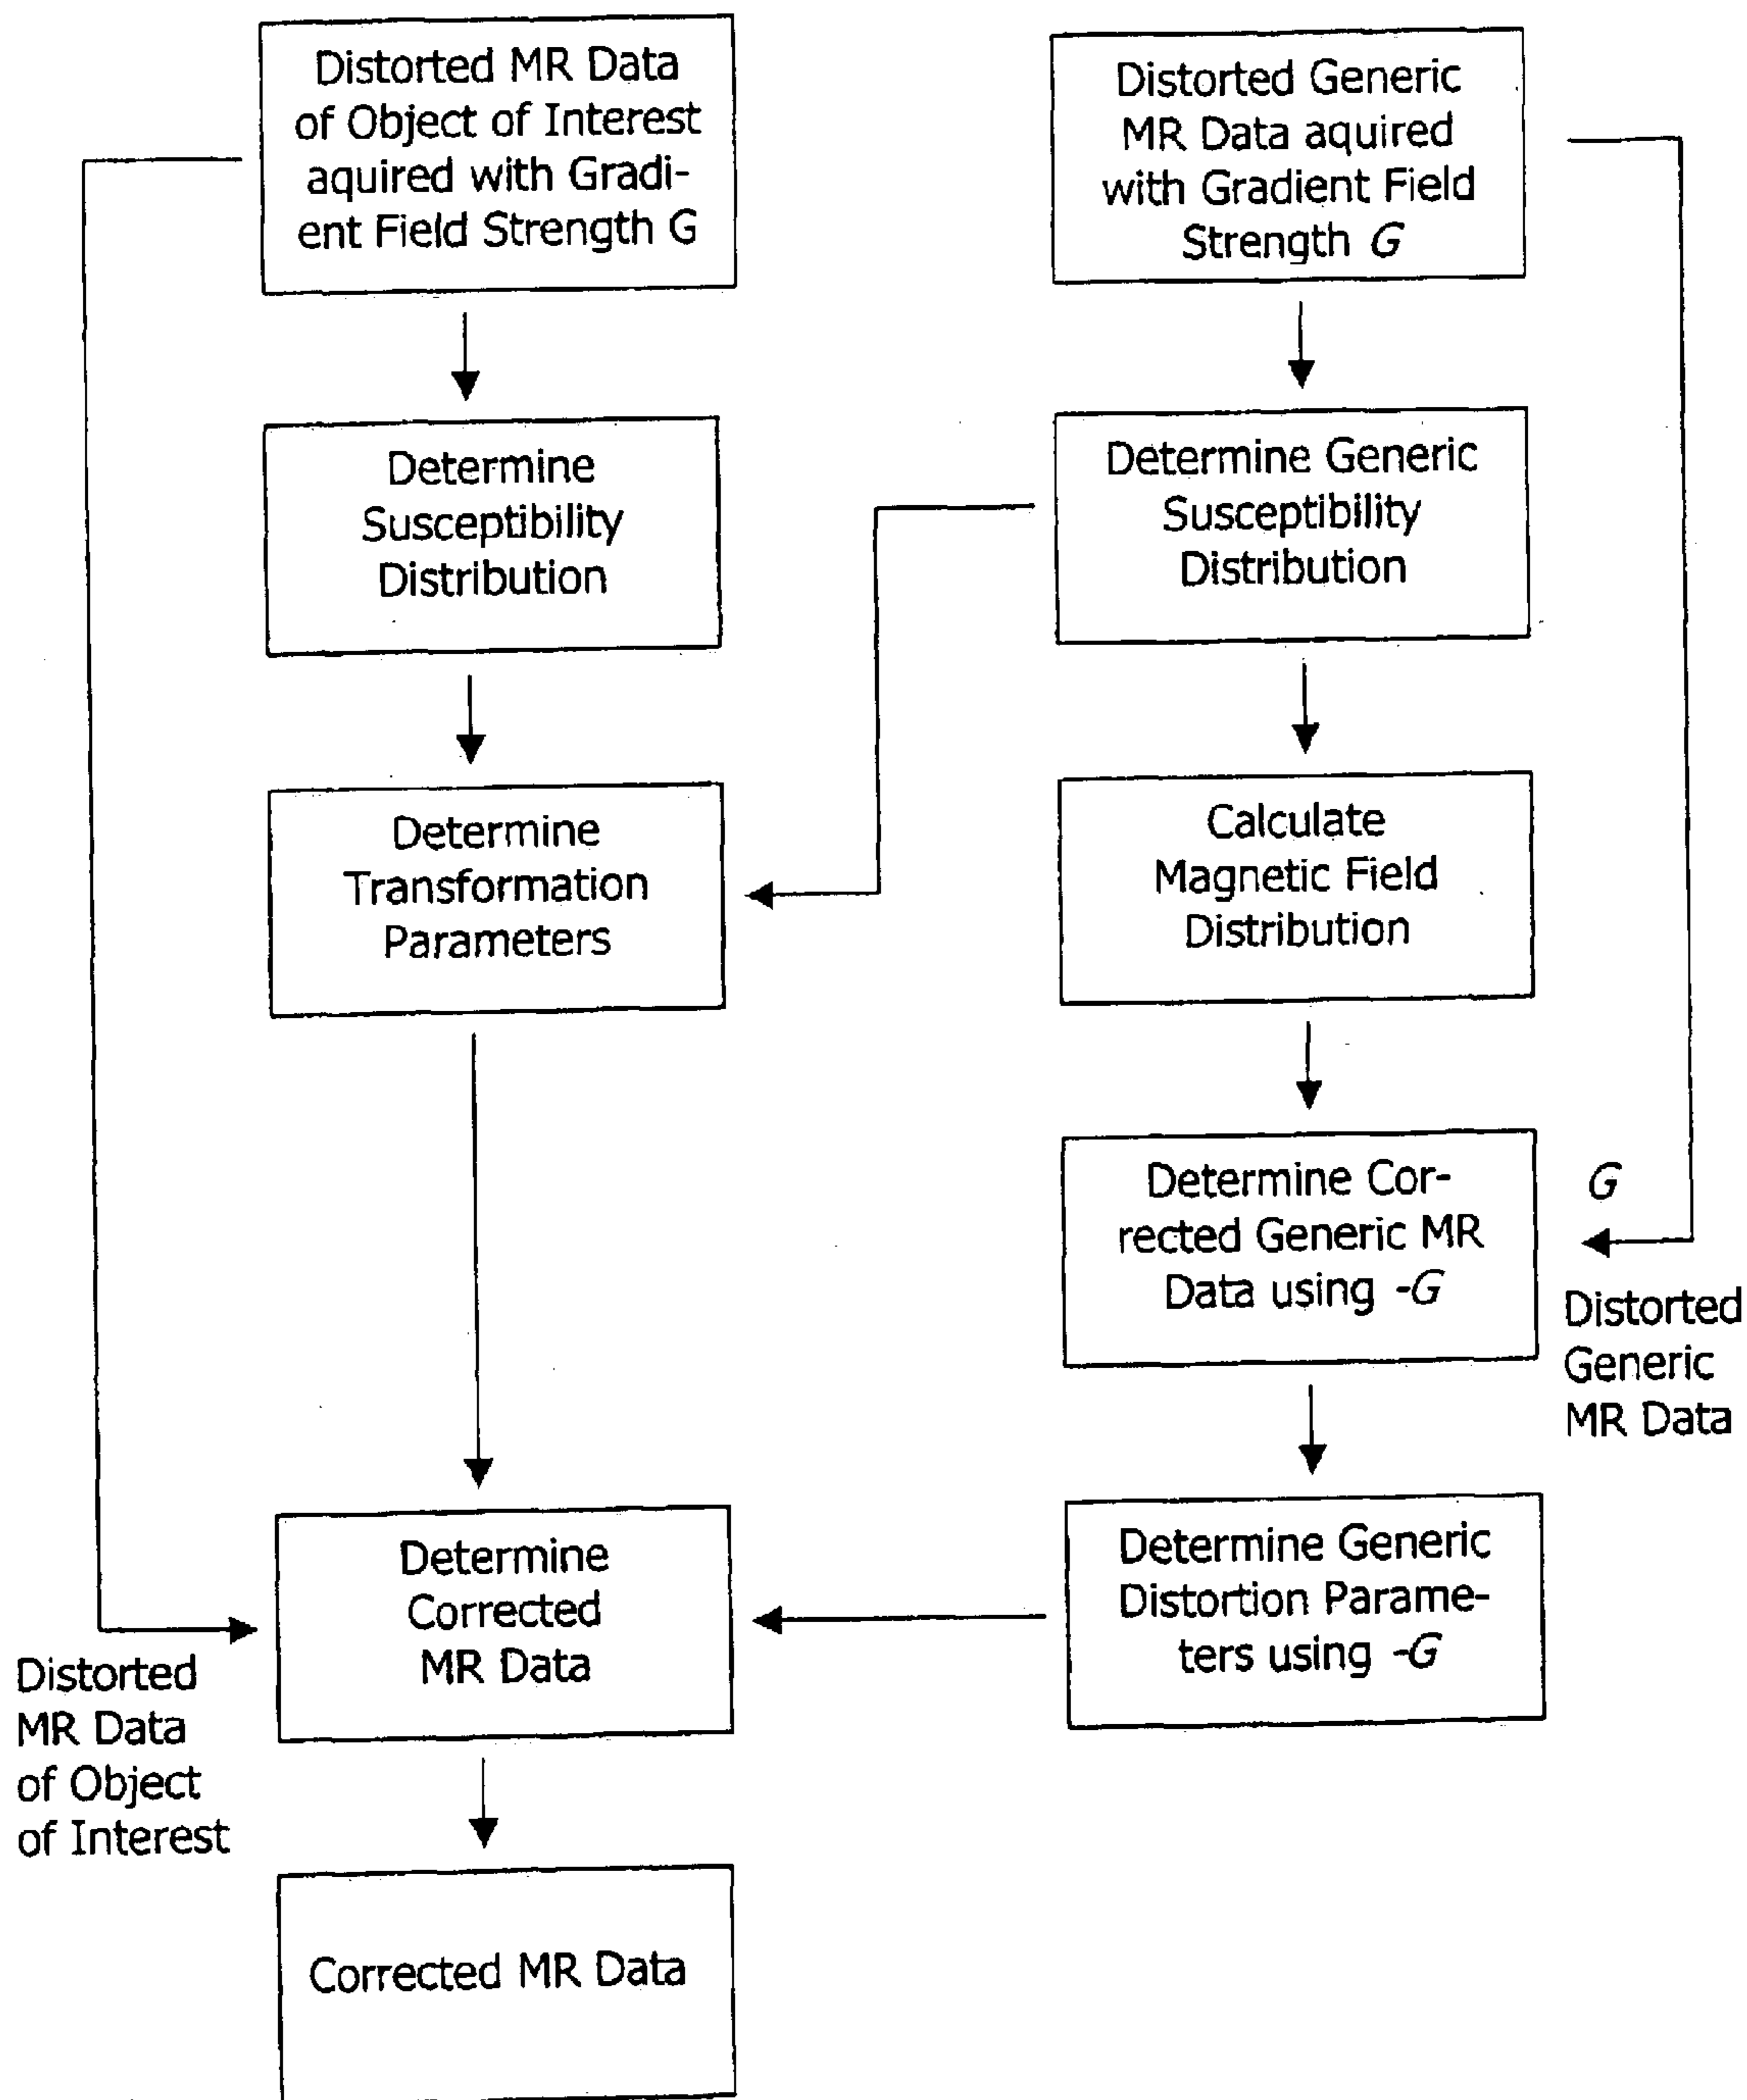 Distorted MR Data
of Object of Interest
aquired with Gradi-
ent Field Strength G
Distorted Generic
MR Data aquired
with Gradient Field
Strength G
Determine
Susceptibility
Distribution
Determine Generic
Susceptibility
Distribution
Determine
Transformation
Parameters
Calculate
Magnetic Field
Distribution
Determine Cor-
rected Generic MR
Data using -G
G
Distorted
Generic
MR Data
Determine
Corrected
MR Data
Determine Generic
Distortion Parame-
ters using -G
Distorted
MR Data
of Object
of Interest
Corrected MR Data